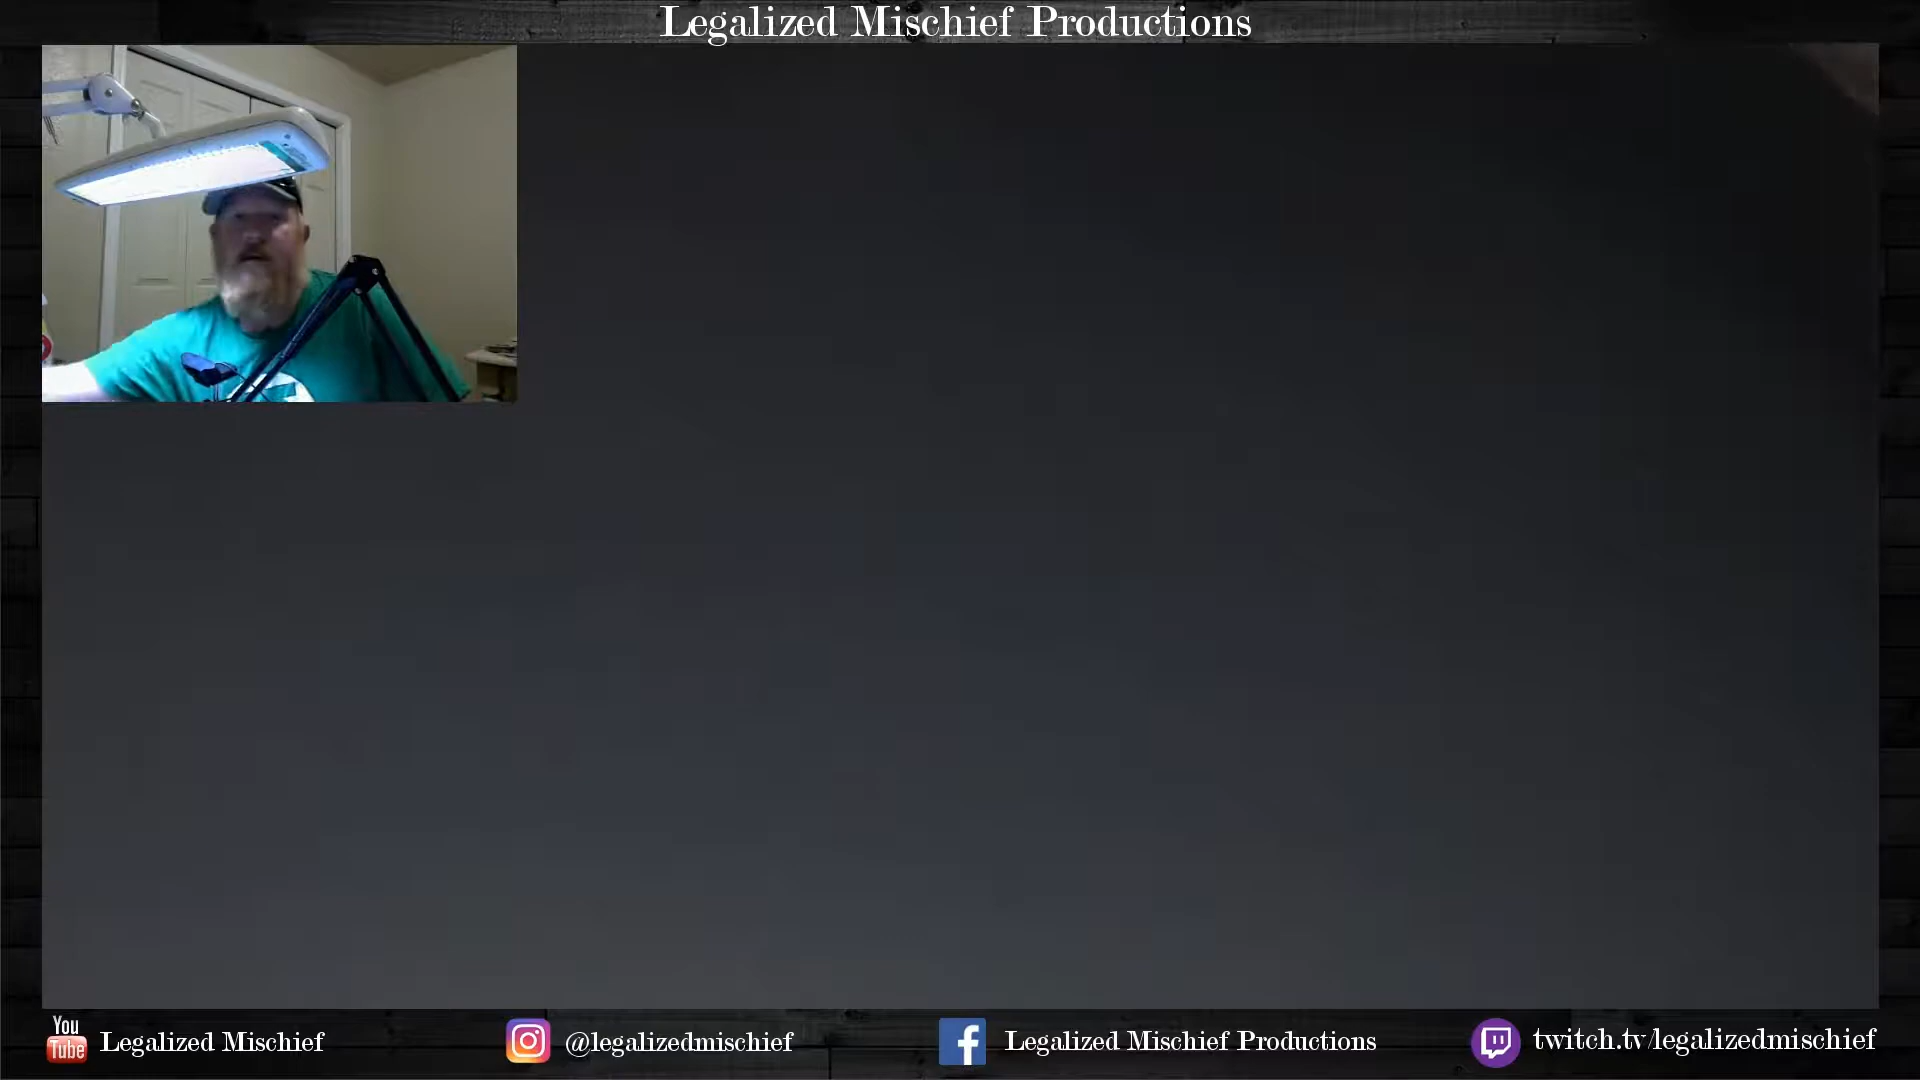 Legalized Mischief Productions
You
Tube
Legalized Mischief
@legalizedmischief
Legalized Mischief Productions
twitch.tv/legalizedmischief